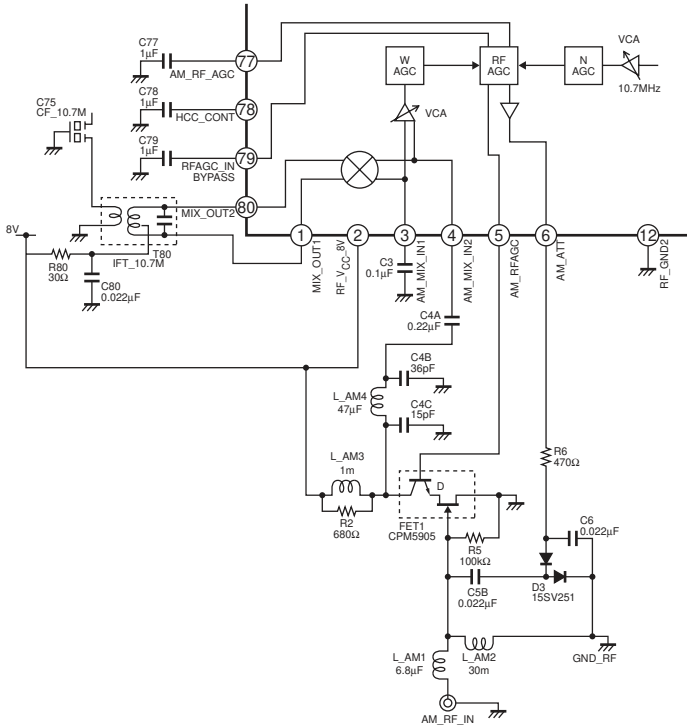 C77
1μF
77
AM_RF_AGC
C78
1μF
78
HCC_CONT
C75
CF_10.7M
C79
1μF
79
RFAGC_IN
BYPASS
80
MIX_OUT2
W
AGC
RF
AGC
N
AGC
VCA
10.7MHz
VCA
8V
R80
30Ω
T80
IFT_10.7M
C80
0.022μF
1
2
3
4
5
6
12
MIX_OUT1
RF_VCC_8V
AM_MIX_IN1
AM_MIX_IN2
AM_RFAGC
AM_ATT
RF_GND2
C3
0.1μF
C4A
0.22μF
C4B
36pF
L_AM4
47μF
C4C
15pF
L_AM3
1m
R2
680Ω
D
FET1
CPM5905
R6
470Ω
R5
100kΩ
C6
0.022μF
C5B
0.022μF
D3
15SV251
L_AM1
6.8μF
L_AM2
30m
GND_RF
AM_RF_IN